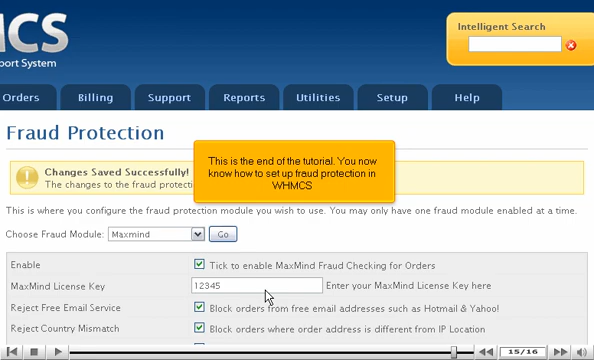 MCS
port System
Intelligent Search
Orders
Billing
Support
Reports
Utilities
Setup
Help
Fraud Protection
This is the end of the tutorial. You now
know how to set up fraud protection in
WHMCS
Changes Saved Successfully!
The changes to the fraud protecti
This is where you configure the fraud protection module you wish to use. You may only have one fraud module enabled at a time.
Choose Fraud Module: Maxmind Go
Enable Tick to enable MaxMind Fraud Checking for Orders
MaxMind License Key 12345 Enter your MaxMind License Key here
Reject Free Email Service Block orders from free email addresses such as Hotmail & Yahoo!
Reject Country Mismatch Block orders where order address is different from IP Location
15/16